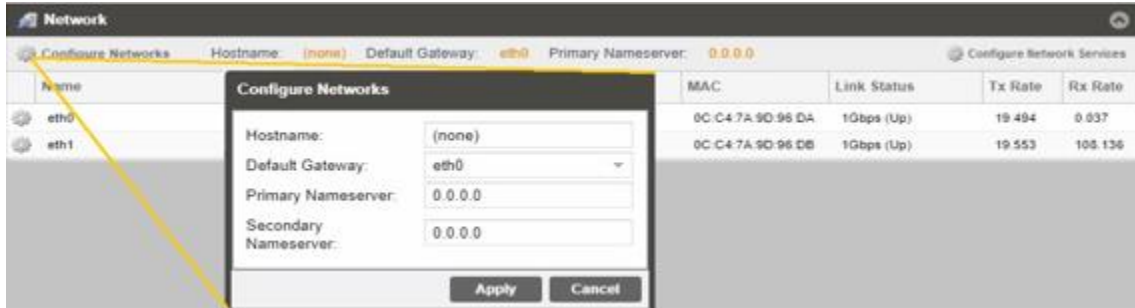 Network
Configure Networks Hostname: (none) Default Gateway: eth0 Primary Nameserver: 0.0.0.0 Configure Network Services
Name MAC Link Status Tx Rate Rx Rate
eth0 0C:C4:7A:9D:96:DA 1Gbps (Up) 19.494 0.037
eth1 0C:C4:7A:9D:96:DB 1Gbps (Up) 19.553 108.136
Configure Networks
Hostname: (none)
Default Gateway: eth0
Primary Nameserver: 0.0.0.0
Secondary
Nameserver: 0.0.0.0
Apply Cancel